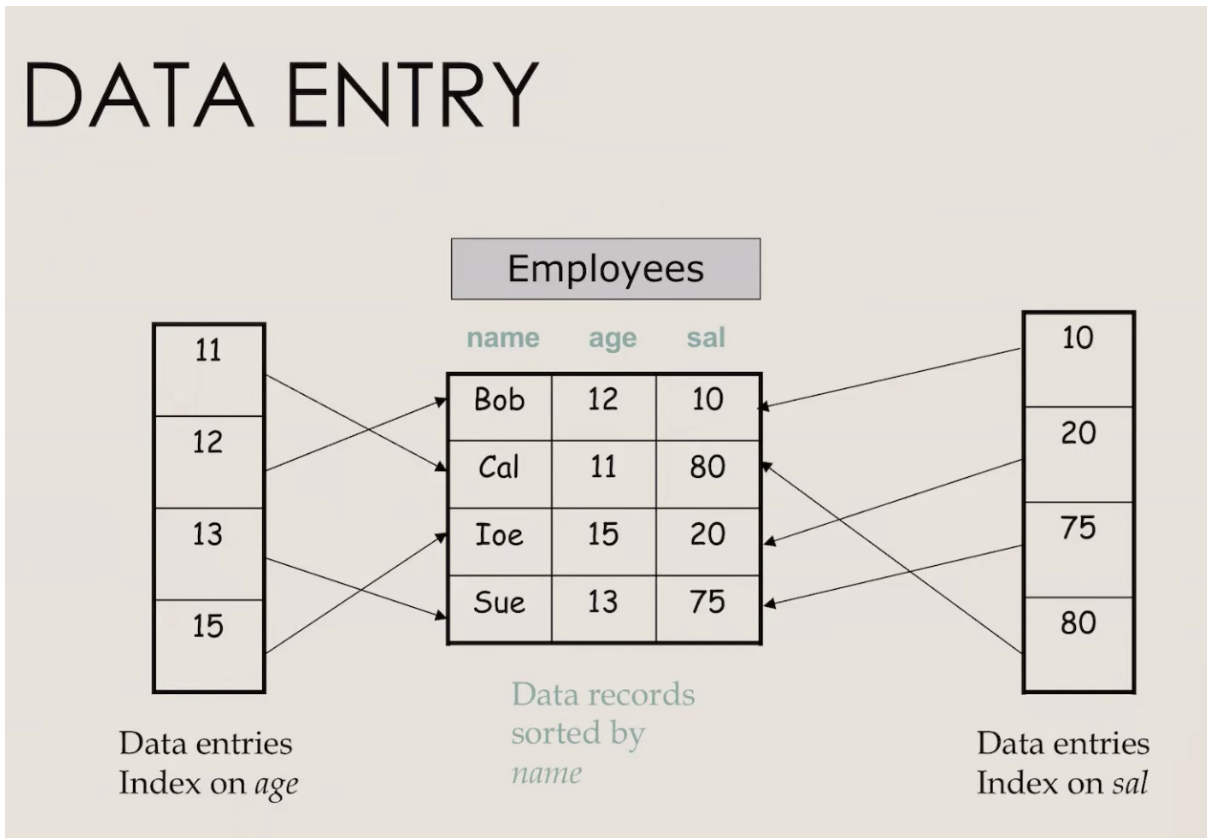 DATA ENTRY
Employees
name age sal
11
12
13
15
Bob 12 10
Cal 11 80
Ioe 15 20
Sue 13 75
10
20
75
80
Data entries
Index on age
Data records
sorted by
name
Data entries
Index on sal